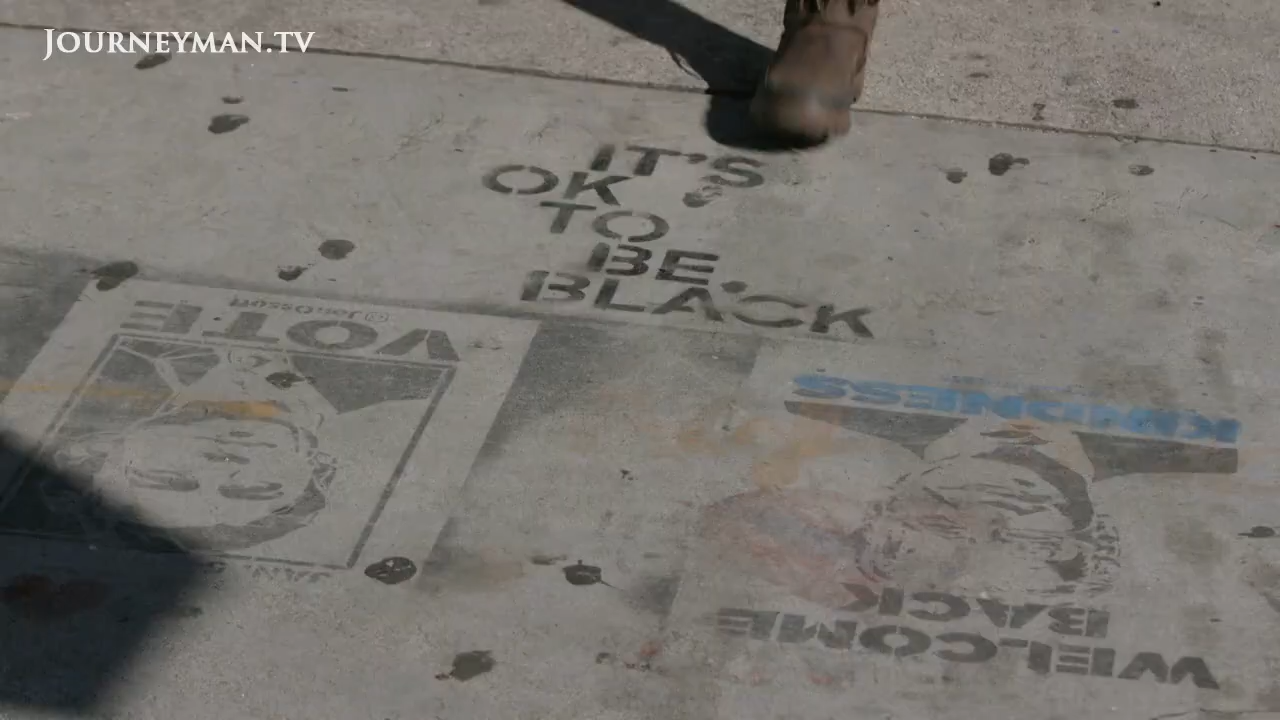 JOURNEYMAN.TV
IT'S
OK
TO
BE.
BLACK
VOTE
@JonOssoff
KINDNESS
WELCOME
BACK